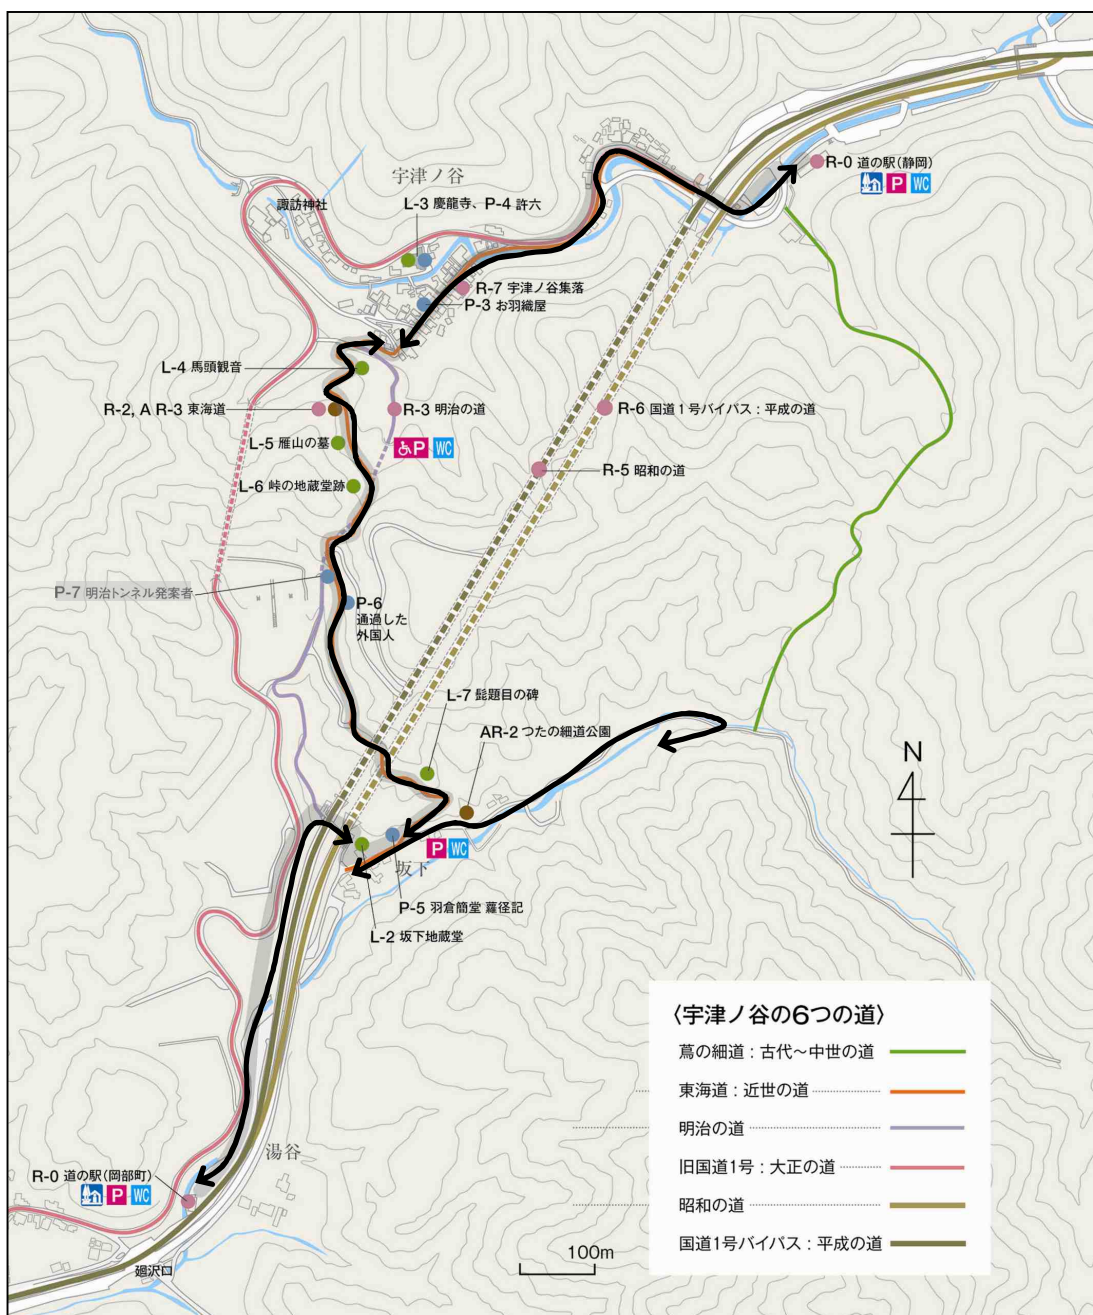 R-0 道の駅(静岡)
P WC
宇津ノ谷
L-3 慶龍寺、P-4 許六
諏訪神社
R-7 宇津ノ谷集落
P-3 お羽織屋
L-4 馬頭観音
R-2, A R-3 東海道
R-3 明治の道
R-6 国道1号バイパス:平成の道
L-5 雁山の墓
P WC
R-5 昭和の道
L-6 峠の地蔵堂跡
P-7 明治トンネル発案者
P-6
通過した
外国人
L-7 髭題目の碑
AR-2 つたの細道公園
N
P WC
坂下
P-5 羽倉簡堂 蘿径記
L-2 坂下地蔵堂
〈宇津ノ谷の6つの道〉
蔦の細道:古代~中世の道
東海道:近世の道
明治の道
旧国道1号:大正の道
昭和の道
国道1号バイパス:平成の道
湯谷
R-0 道の駅(岡部町)
P WC
100m
廻沢口